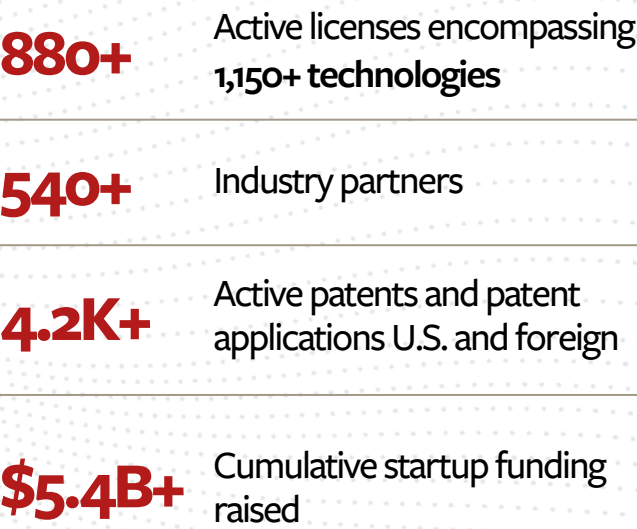 880+
Active licenses encompassing
1,150+ technologies
540+
Industry partners
4.2K+
Active patents and patent
applications U.S. and foreign
$5.4B+
Cumulative startup funding
raised